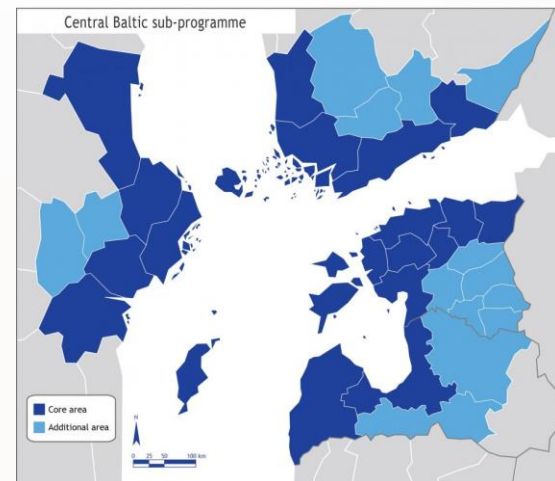 Central Baltic sub-programme
Core area
Additional area
N
0 25 50 100 km